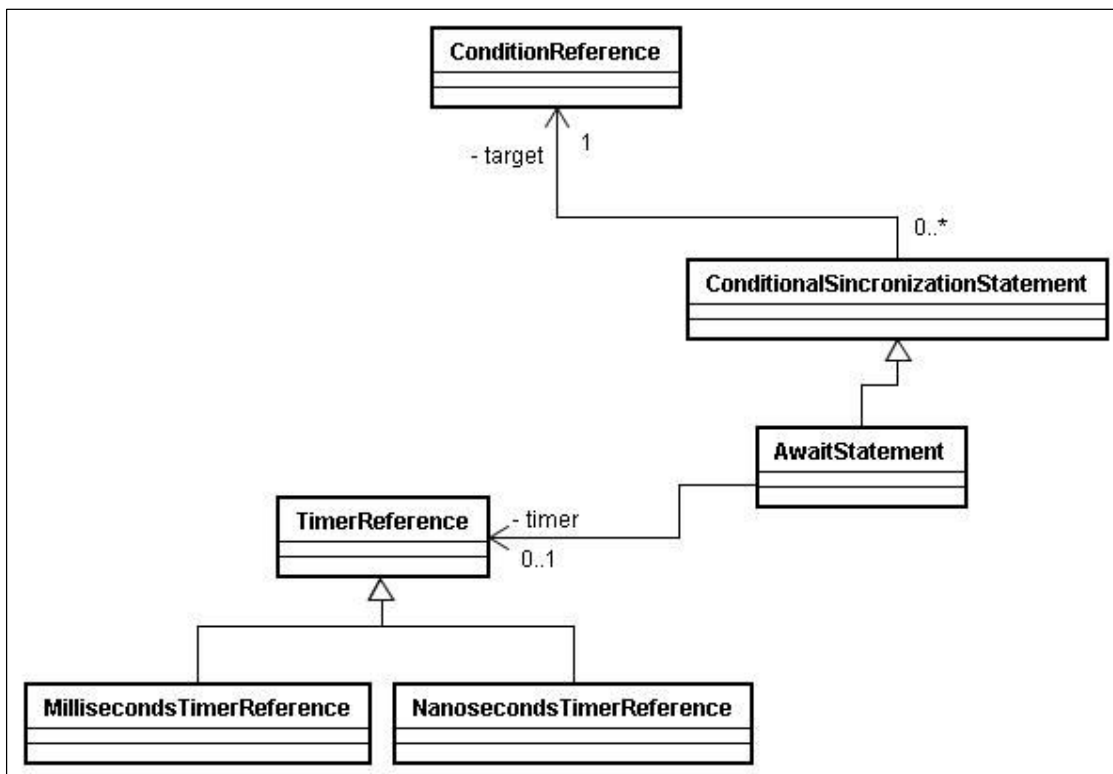 ConditionReference
- target
1
0..*
ConditionalSincronizationStatement
AwaitStatement
TimerReference
- timer
0..1
MillisecondsTimerReference
NanosecondsTimerReference